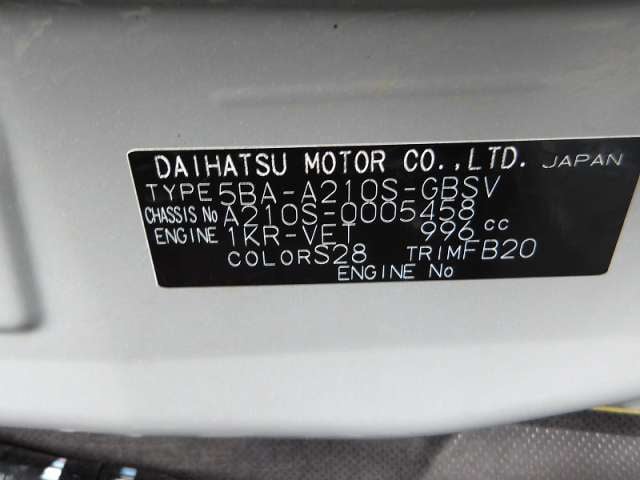 DAIHATSU MOTOR CO.,LTD. JAPAN
TYPE 5BA-A210S-GBSV
CHASSIS No A210S-0005458
ENGINE 1KR-VET 996 cc
COLOR S28 TRIM FB20
ENGINE No